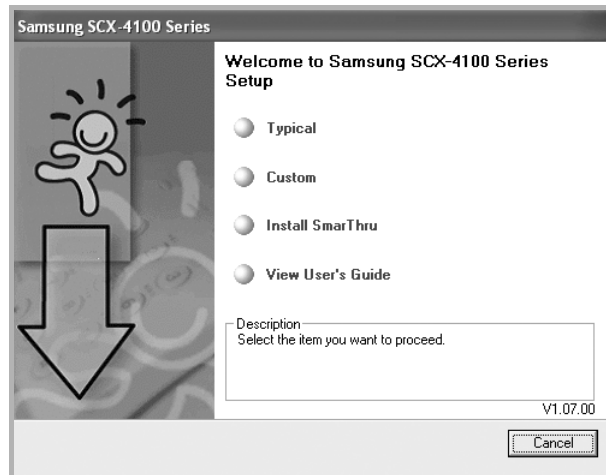 Samsung SCX-4100 Series
Welcome to Samsung SCX-4100 Series
Setup
Typical
Custom
Install SmarThru
View User's Guide
Description
Select the item you want to proceed.
V1.07.00
Cancel